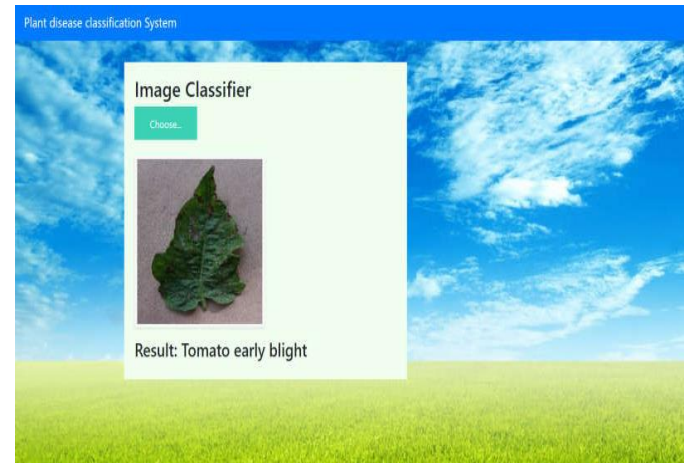 Plant disease classification System
Image Classifier
Choose..
Result: Tomato early blight